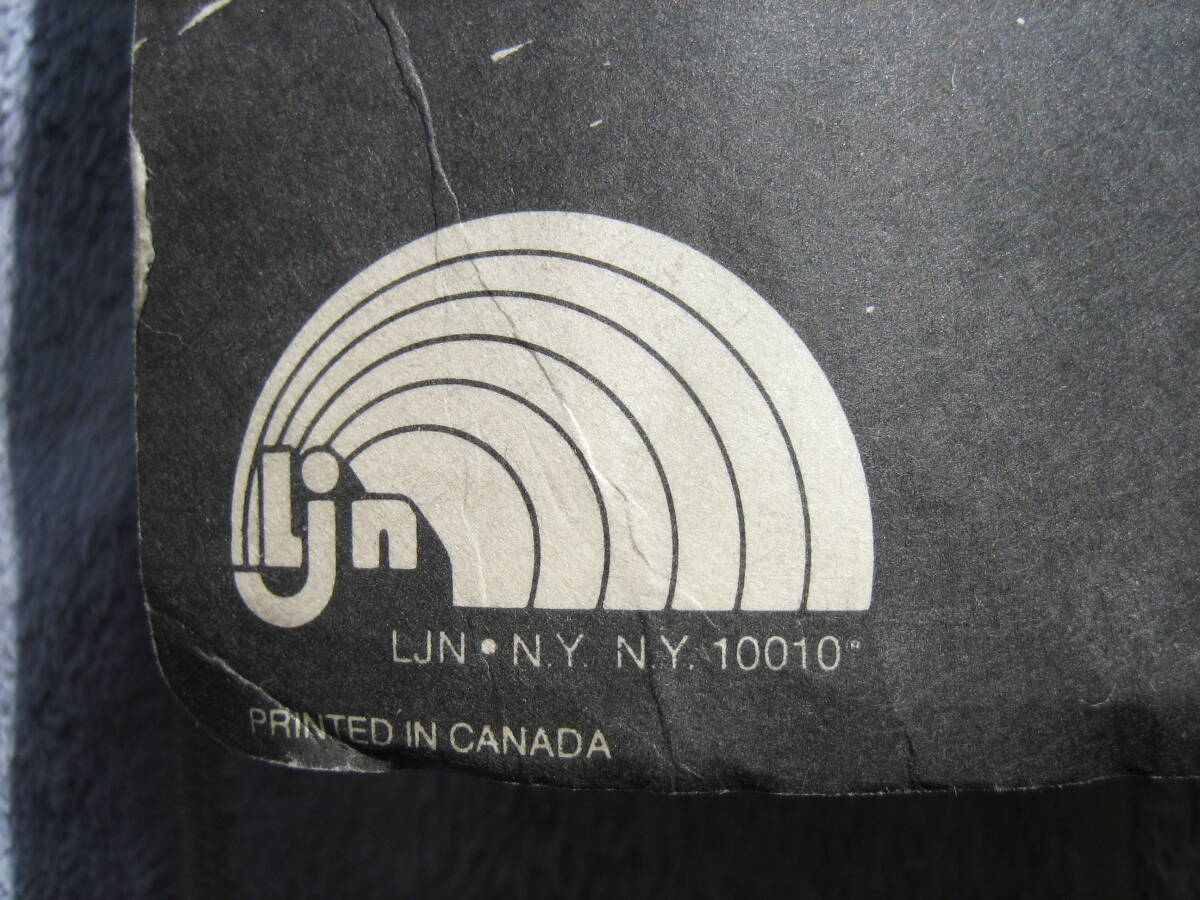 Ljn
LJN • N.Y. N.Y. 10010®
PRINTED IN CANADA